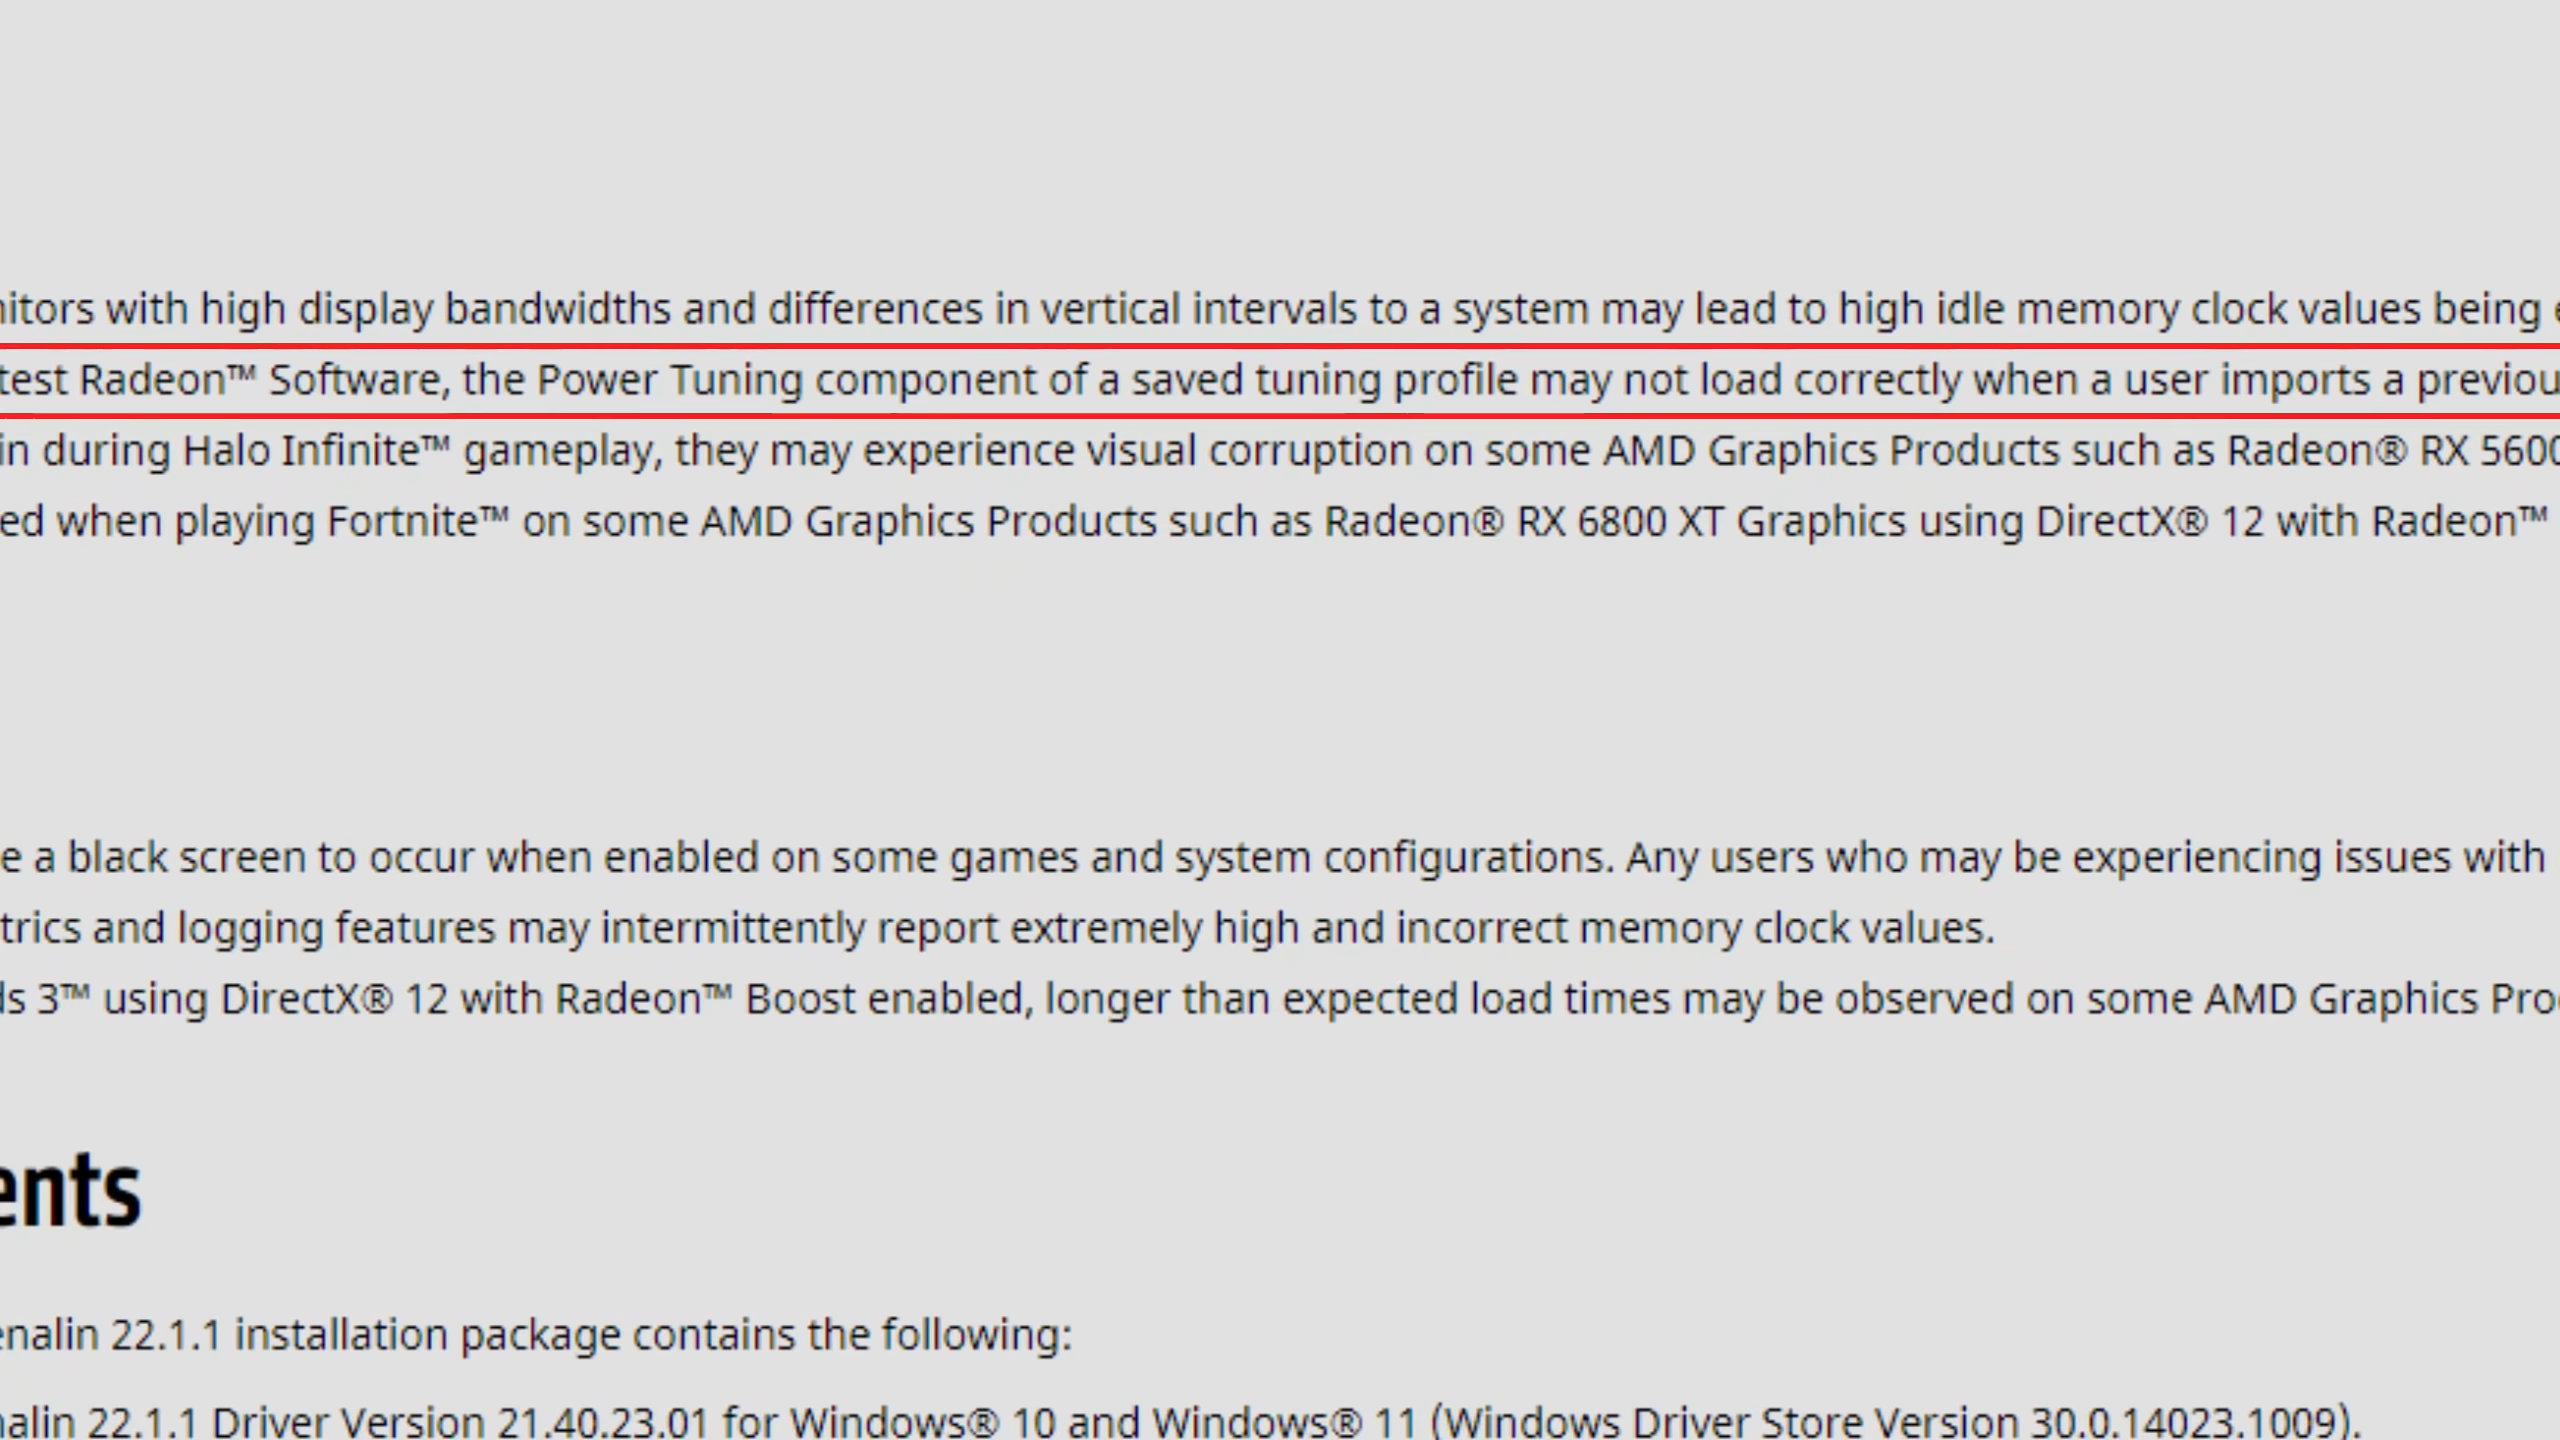 nitors with high display bandwidths and differences in vertical intervals to a system may lead to high idle memory clock values being
test Radeon™ Software, the Power Tuning component of a saved tuning profile may not load correctly when a user imports a previou
in during Halo Infinite™ gameplay, they may experience visual corruption on some AMD Graphics Products such as Radeon® RX 5600
ed when playing Fortnite™ on some AMD Graphics Products such as Radeon® RX 6800 XT Graphics using DirectX® 12 with Radeon™
e a black screen to occur when enabled on some games and system configurations. Any users who may be experiencing issues with
trics and logging features may intermittently report extremely high and incorrect memory clock values.
ds 3™ using DirectX® 12 with Radeon™ Boost enabled, longer than expected load times may be observed on some AMD Graphics Pro
ents
enalin 22.1.1 installation package contains the following:
nalin 22.1.1 Driver Version 21.40.23.01 for Windows® 10 and Windows® 11 (Windows Driver Store Version 30.0.14023.1009).